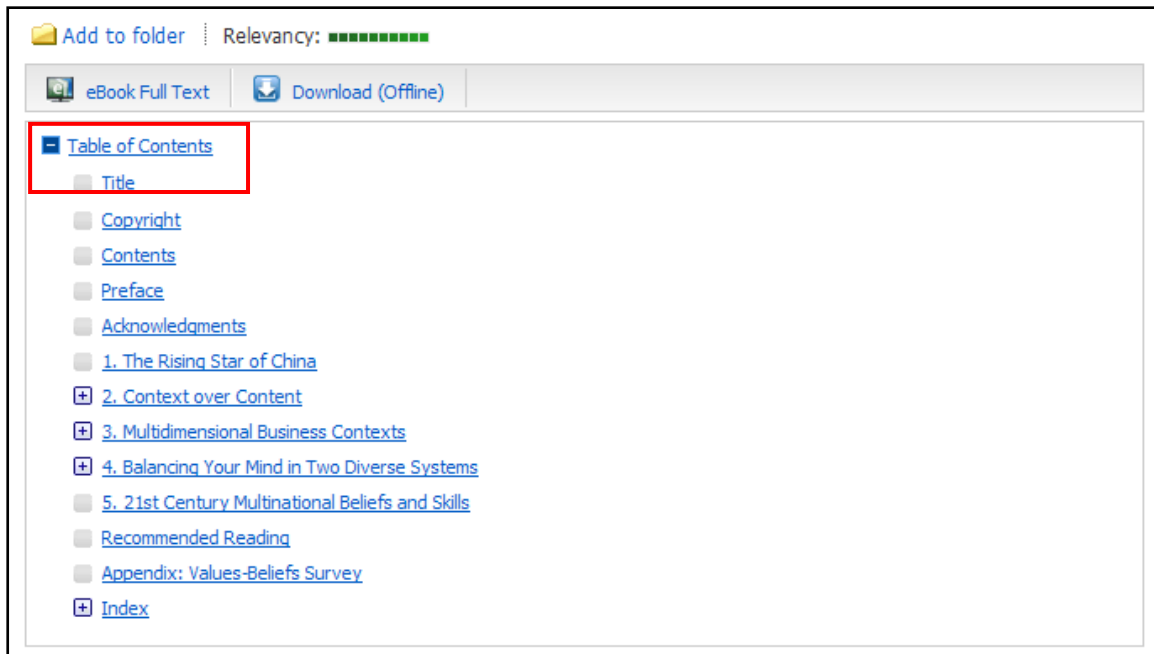 Add to folder Relevancy:
eBook Full Text Download (Offline)
Table of Contents
Title
Copyright
Contents
Preface
Acknowledgments
1. The Rising Star of China
2. Context over Content
3. Multidimensional Business Contexts
4. Balancing Your Mind in Two Diverse Systems
5. 21st Century Multinational Beliefs and Skills
Recommended Reading
Appendix: Values-Beliefs Survey
Index